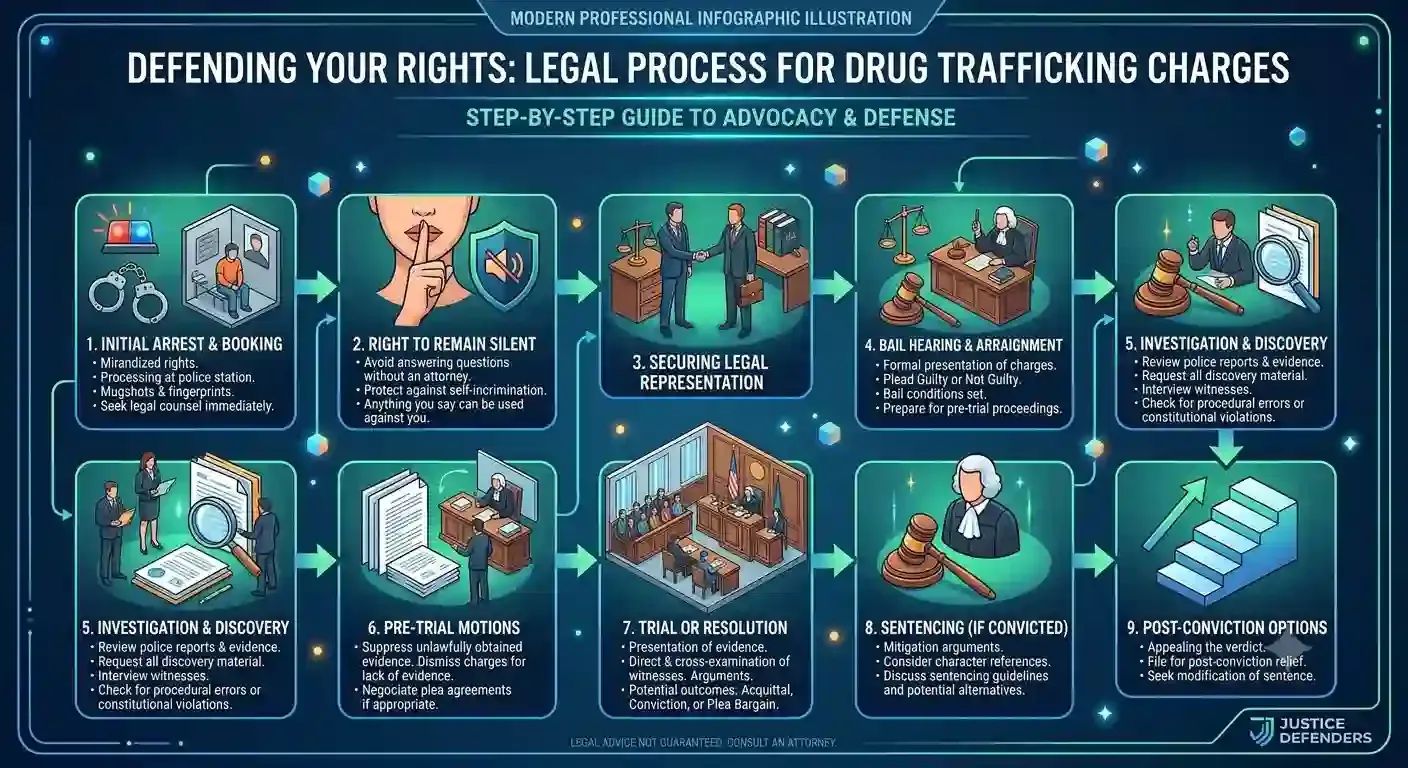 MODERN PROFESSIONAL INFOGRAPHIC ILLUSTRATION
DEFENDING YOUR RIGHTS: LEGAL PROCESS FOR DRUG TRAFFICKING CHARGES
STEP-BY-STEP GUIDE TO ADVOCACY & DEFENSE
1. INITIAL ARREST & BOOKING
• Mirandized rights.
• Processing at police station.
• Mugshots & fingerprints.
• Seek legal counsel immediately.
2. RIGHT TO REMAIN SILENT
• Avoid answering questions
without an attorney.
• Protect against self-incrimination.
• Anything you say can be used
against you.
3. SECURING LEGAL
REPRESENTATION
4. BAIL HEARING & ARRAIGNMENT
• Formal presentation of charges.
• Plead Guilty or Not Guilty.
• Bail conditions set.
• Prepare for pre-trial proceedings.
5. INVESTIGATION & DISCOVERY
• Review police reports & evidence.
• Request all discovery material.
• Interview witnesses.
• Check for procedural errors or
constitutional violations.
5. INVESTIGATION & DISCOVERY
• Review police reports & evidence.
• Request all discovery material.
• Interview witnesses.
• Check for procedural errors or
constitutional violations.
6. PRE-TRIAL MOTIONS
• Suppress unlawfully obtained
evidence. Dismiss charges for
lack of evidence.
• Negotiate plea agreements
if appropriate.
7. TRIAL OR RESOLUTION
• Presentation of evidence.
• Direct & cross-examination of
witnesses. Arguments.
• Potential outcomes: Acquittal,
Conviction, or Plea Bargain.
8. SENTENCING (IF CONVICTED)
• Mitigation arguments.
• Consider character references.
• Discuss sentencing guidelines
and potential alternatives.
9. POST-CONVICTION OPTIONS
• Appealing the verdict.
• File for post-conviction relief.
• Seek modification of sentence.
LEGAL ADVICE NOT GUARANTEED. CONSULT AN ATTORNEY
JUSTICE
DEFENDERS